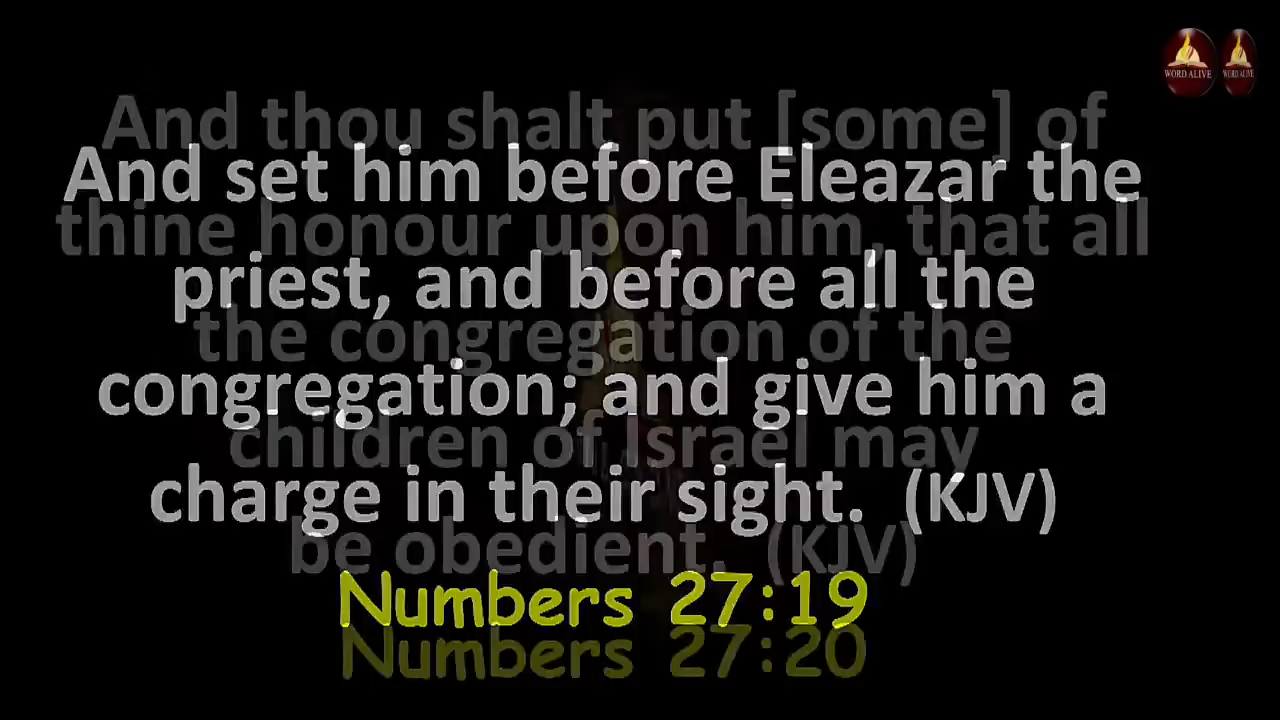 WORD ALIVE WORD ALIVE
And thou shalt put [some] of
And set him before Eleazar the
thine honour upon him, that all
priest, and before all the
the congregation of the
congregation; and give him a
children of Israel may
charge in their sight. (KJV)
be obedient. (KJV)
Numbers 27:19
Numbers 27:20